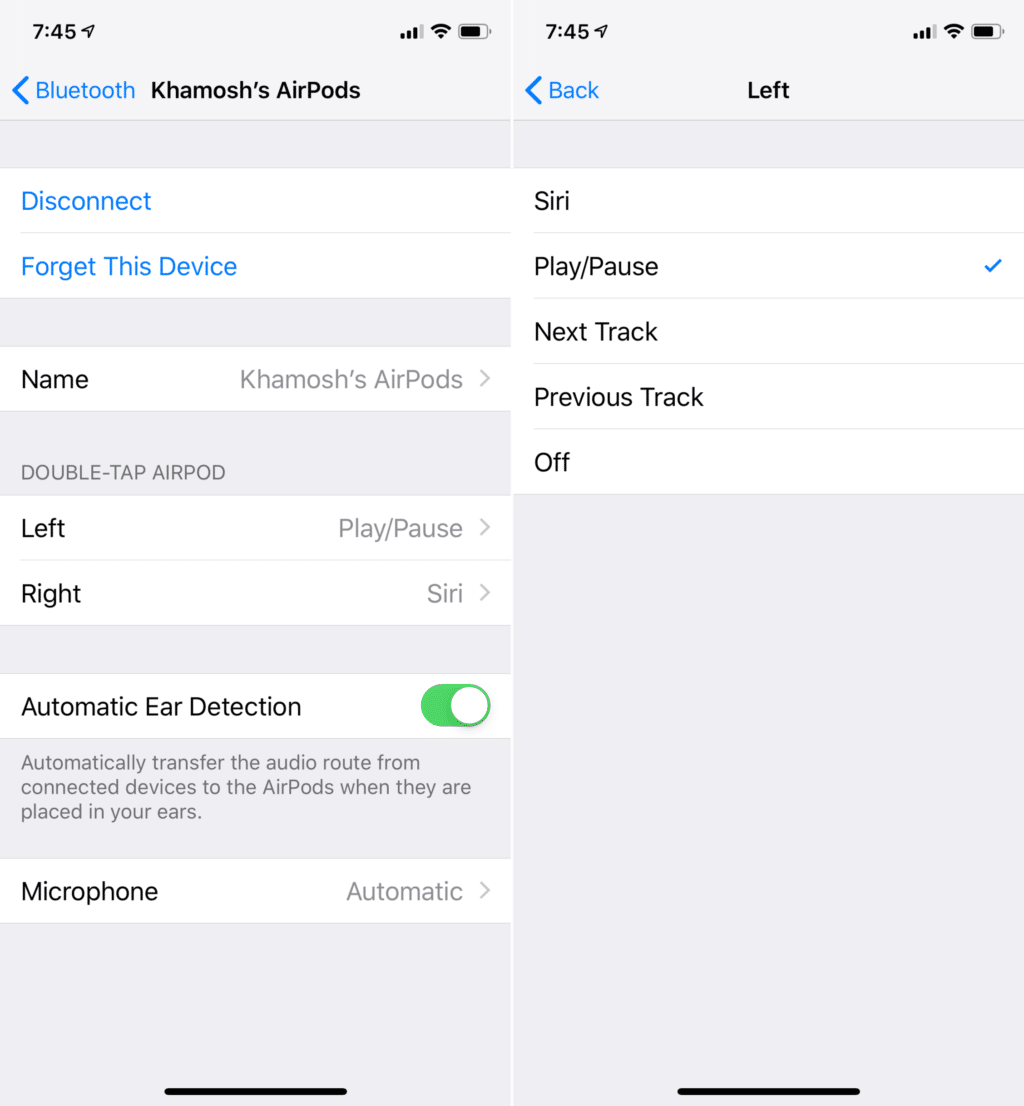 7:45
Bluetooth Khamosh’s AirPods
Disconnect
Forget This Device
Name Khamosh’s AirPods
DOUBLE-TAP AIRPOD
Left Play/Pause
Right Siri
Automatic Ear Detection
Automatically transfer the audio route from
connected devices to the AirPods when they are
placed in your ears.
Microphone Automatic
7:45
Back Left
Siri
Play/Pause
Next Track
Previous Track
Off